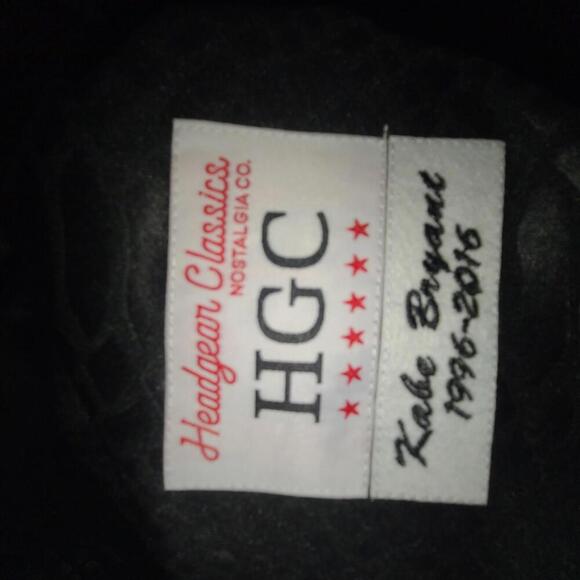 Headgear Classics
NOSTALGIA CO.
HGC
Kobe Bryant
1996-2016